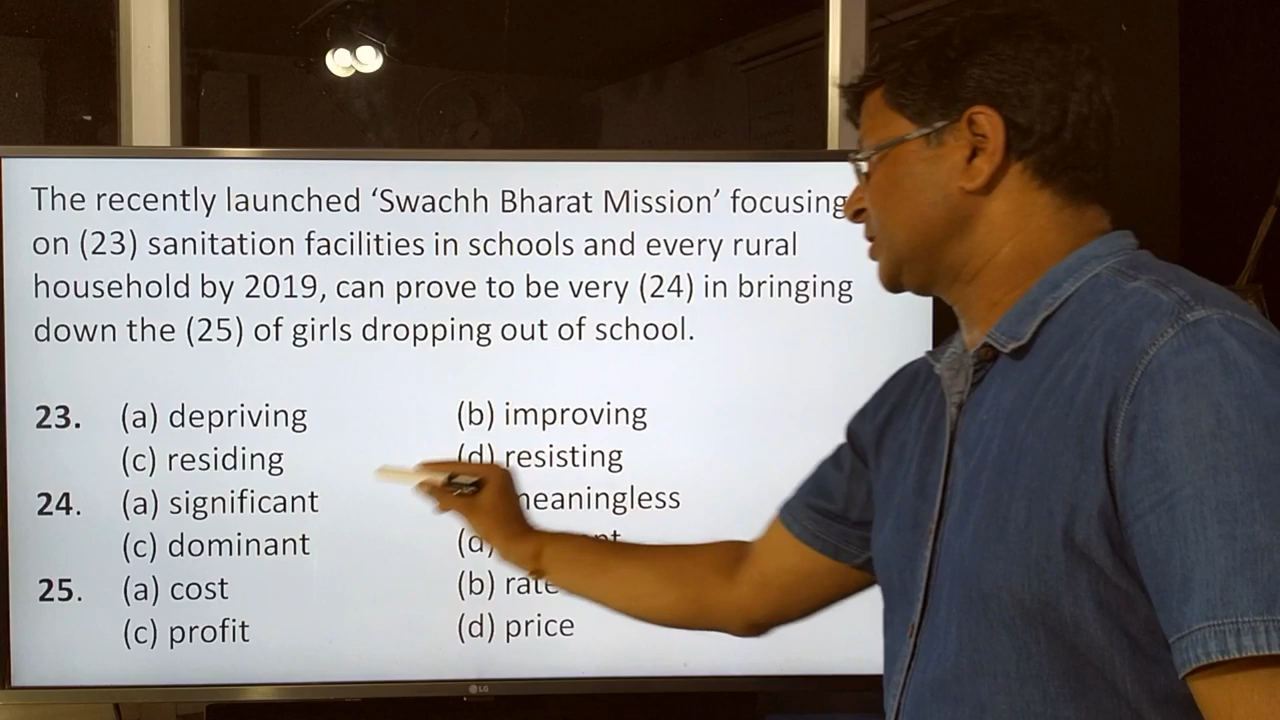 The recently launched ‘Swachh Bharat Mission’ focusing
on (23) sanitation facilities in schools and every rural
household by 2019, can prove to be very (24) in bringing
down the (25) of girls dropping out of school.
23. (a) depriving (b) improving
(c) residing (d) resisting
24. (a) significant meaningless
(c) dominant
25. (a) cost (b) rate
(c) profit (d) price
LG